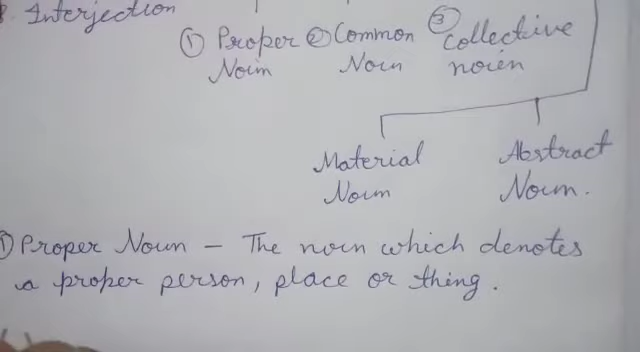 8. Interjection
① Proper ② Common ③ Collective
Noun Noun noun
Material Abstract
Noun Noun.
① Proper Noun - The noun which denotes
a proper person, place or thing.